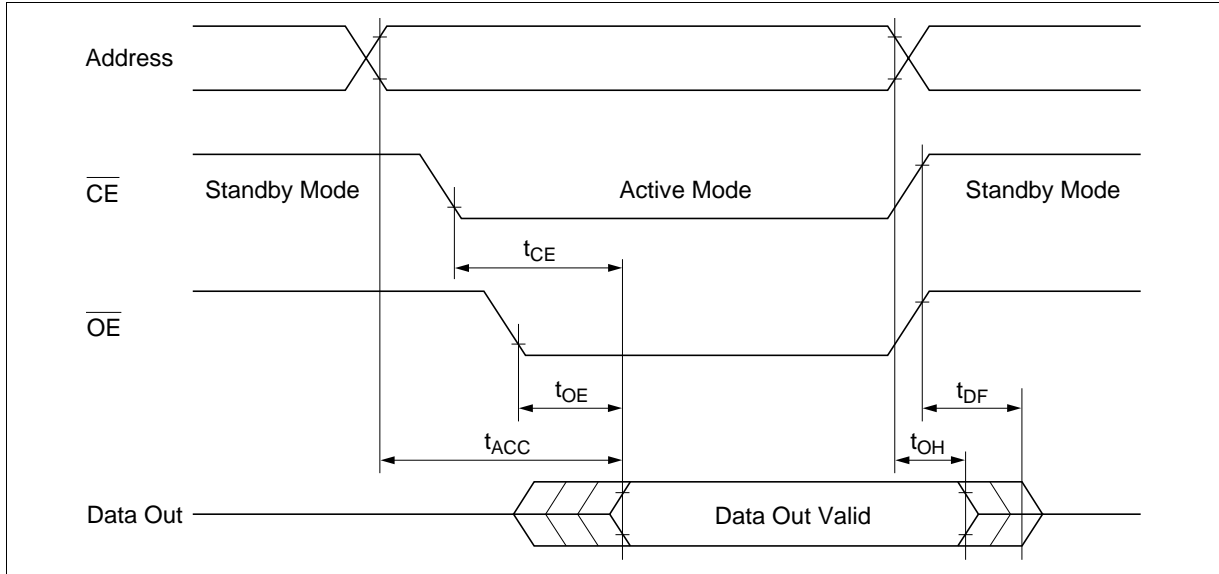 Address
CE
Standby Mode
Active Mode
Standby Mode
tCE
OE
tOE
tDF
tACC
tOH
Data Out
Data Out Valid